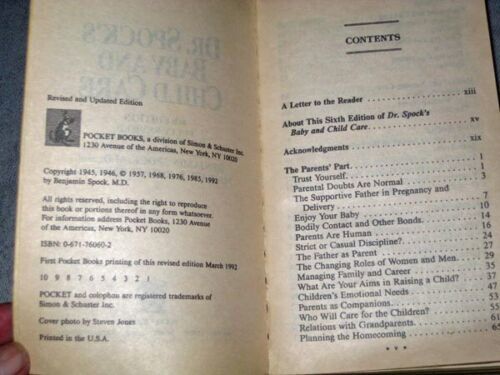 DR. SPOCK'S
BABY AND
CHILD CARE
Revised and Updated Edition
POCKET BOOKS, a division of Simon & Schuster Inc.
1230 Avenue of the Americas, New York, NY 10020
Copyright 1945, 1946, © 1957, 1968, 1976, 1985, 1992
by Benjamin Spock, M.D.
All rights reserved, including the right to reproduce
this book or portions thereof in any form whatsoever.
For information address Pocket Books, 1230 Avenue
of the Americas, New York, NY 10020
ISBN: 0-671-76060-2
First Pocket Books printing of this revised edition March 1992
10 9 8 7 6 5 4 3 2 1
POCKET and colophon are registered trademarks of
Simon & Schuster Inc.
Cover photo by Steven Jones
Printed in the U.S.A.
CONTENTS
A Letter to the Reader xiii
About This Sixth Edition of Dr. Spock's
Baby and Child Care. xv
Acknowledgments ix
The Parents' Part 1
Trust Yourself. 1
Parental Doubts Are Normal 3
The Supportive Father in Pregnancy and
Delivery 7
Enjoy Your Baby 10
Bodily Contact and Other Bonds. 14
Parents Are Human 16
Strict or Casual Discipline?. 24
The Father as Parent 27
The Changing Roles of Women and Men. 29
Managing Family and Career 37
What Are Your Aims in Raising a Child? 43
Children's Emotional Needs 47
Parents as Companions 53
Who Will Care for the Children? 55
Relations with Grandparents. 61
Planning the Homecoming 65
v